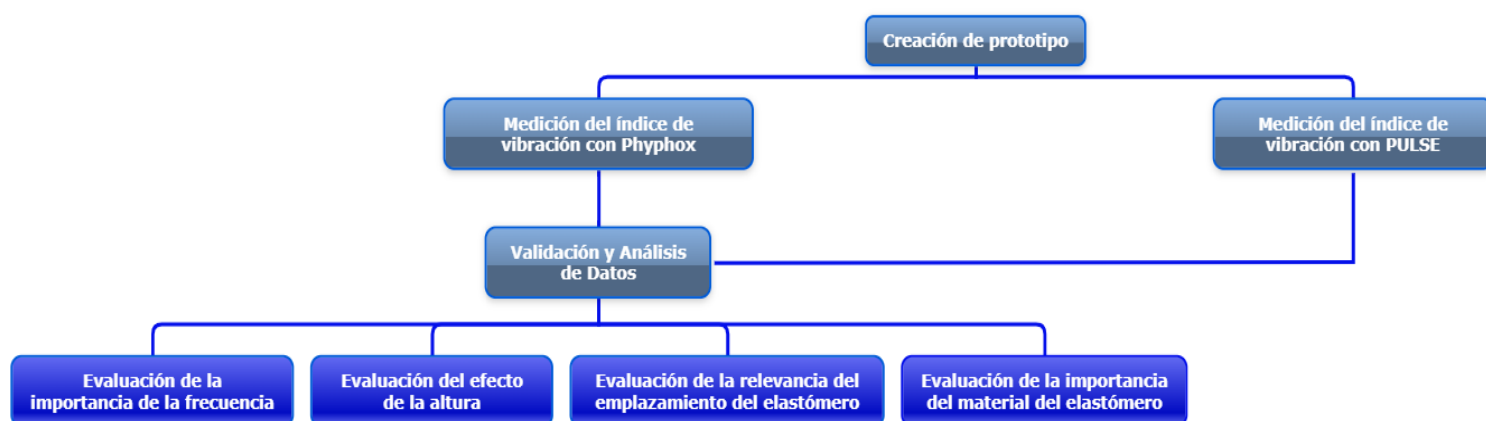 Creación de prototipo
Medición del índice de
vibración con Phyphox
Medición del índice de
vibración con PULSE
Validación y Análisis
de Datos
Evaluación de la
importancia de la frecuencia
Evaluación del efecto
de la altura
Evaluación de la relevancia del
emplazamiento del elastómero
Evaluación de la importancia
del material del elastómero